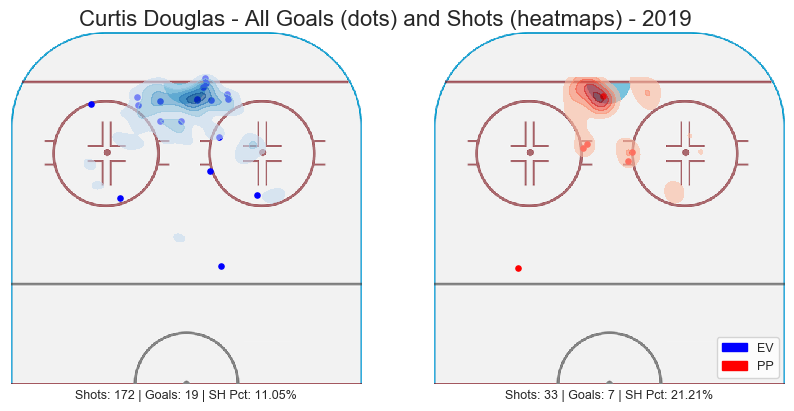 Curtis Douglas - All Goals (dots) and Shots (heatmaps) - 2019
EV
PP
Shots: 172 | Goals: 19 | SH Pct: 11.05%
Shots: 33 | Goals: 7 | SH Pct: 21.21%